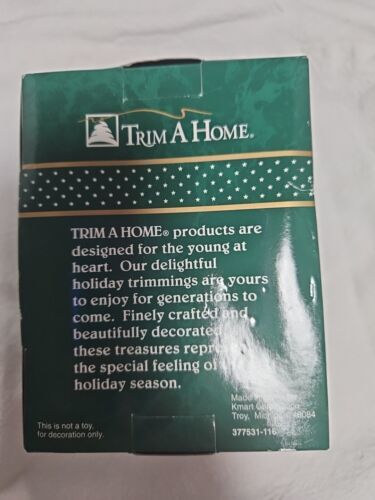 TRIM A HOME®
TRIM A HOME® products are
designed for the young at
heart. Our delightful
holiday trimmings are yours
to enjoy for generations to
come. Finely crafted and
beautifully decorated
these treasures
the special feeling of
holiday season.
Made
Kmart
Troy, 48084
This is not a toy,
for decoration only.
377531-116